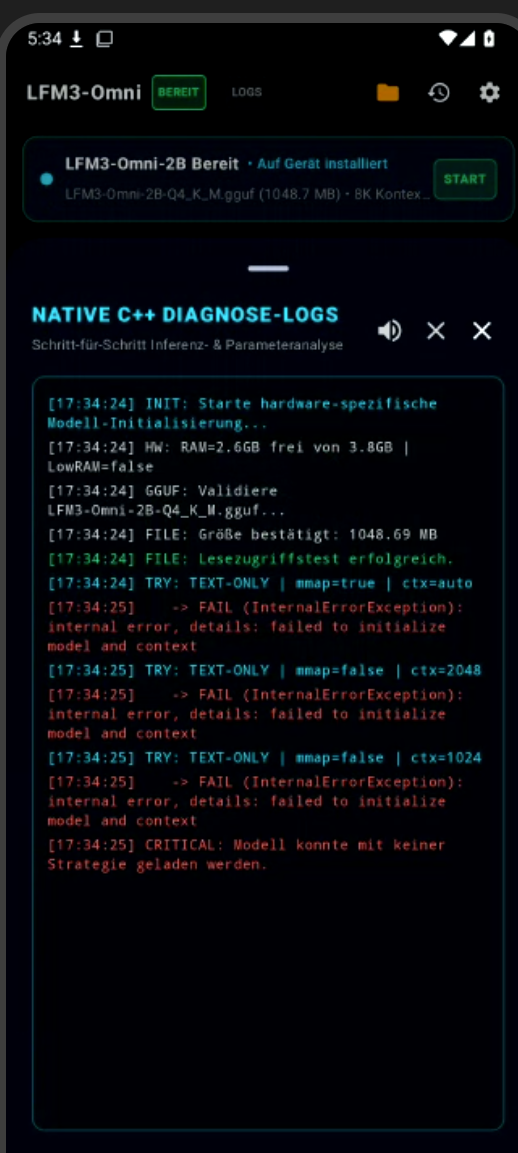 5:34
LFM3-Omni BEREIT LOGS
LFM3-Omni-2B Bereit • Auf Gerät installiert
LFM3-Omni-2B-Q4_K_M.gguf (1048.7 MB) • 8K Kontex…
START
NATIVE C++ DIAGNOSE-LOGS
Schritt-für-Schritt Inferenz- & Parameteranalyse
[17:34:24] INIT: Starte hardware-spezifische
Modell-Initialisierung...
[17:34:24] HW: RAM=2.6GB frei von 3.8GB |
LowRAM=false
[17:34:24] GGUF: Validiere
LFM3-Omni-2B-Q4_K_M.gguf...
[17:34:24] FILE: Größe bestätigt: 1048.69 MB
[17:34:24] FILE: Lesezugriffstest erfolgreich.
[17:34:24] TRY: TEXT-ONLY | mmap=true | ctx=auto
[17:34:25]    -> FAIL (InternalErrorException):
internal error, details: failed to initialize
model and context
[17:34:25] TRY: TEXT-ONLY | mmap=false | ctx=2048
[17:34:25]    -> FAIL (InternalErrorException):
internal error, details: failed to initialize
model and context
[17:34:25] TRY: TEXT-ONLY | mmap=false | ctx=1024
[17:34:25]    -> FAIL (InternalErrorException):
internal error, details: failed to initialize
model and context
[17:34:25] CRITICAL: Modell konnte mit keiner
Strategie geladen werden.